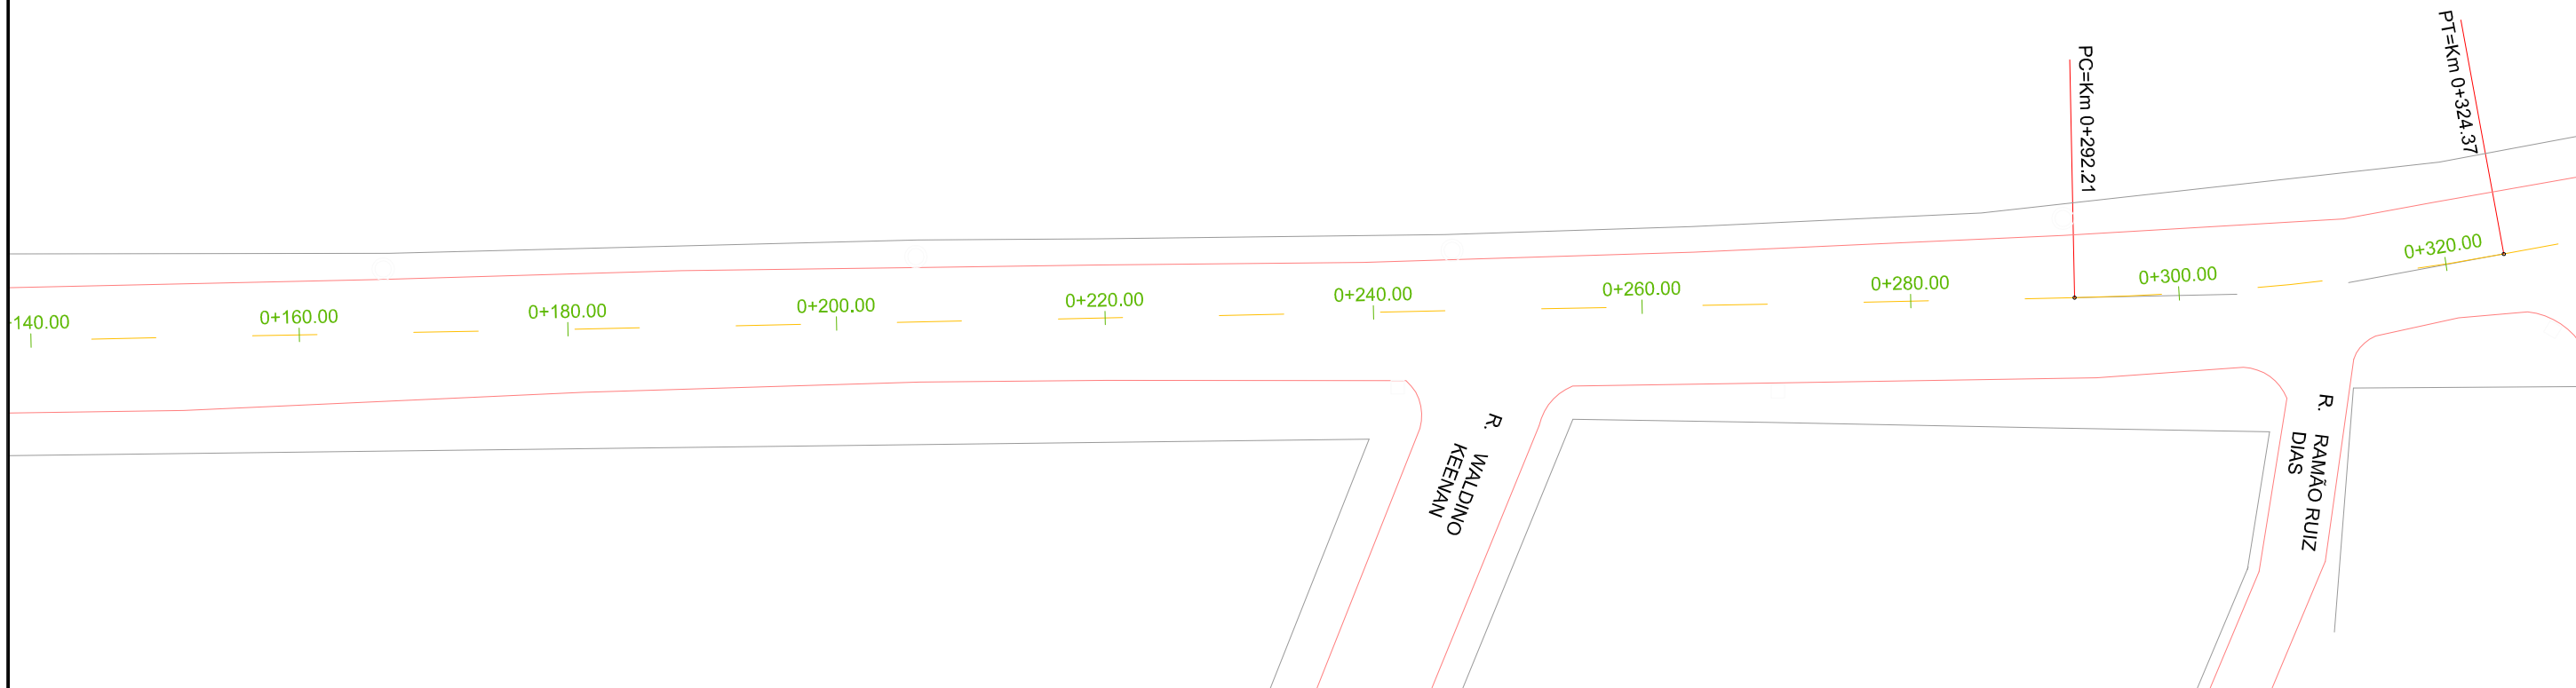 140.00
0+160.00
0+180.00
0+200.00
0+220.00
0+240.00
0+260.00
0+280.00
0+300.00
0+320.00
PC=Km 0+292.21
PT=Km 0+324.37
R. WALDINO
KEENAN
R. RAMÃO RUIZ
DIAS